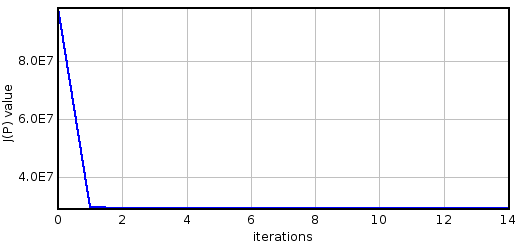 8.0E7
6.0E7
4.0E7
J(P) value
0 2 4 6 8 10 12 14
iterations